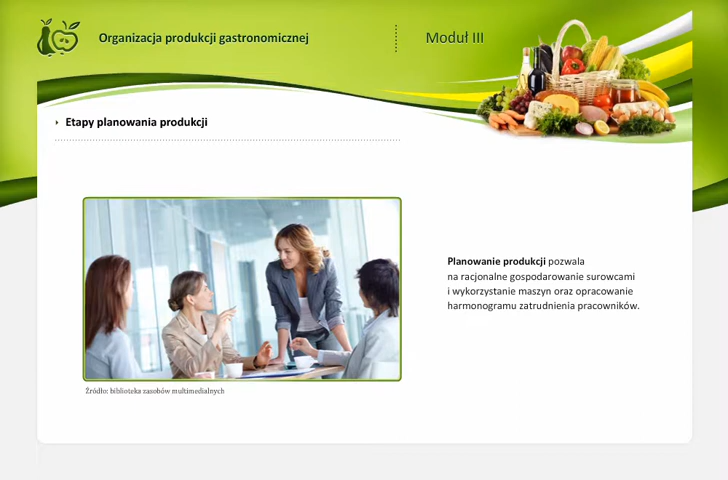 Organizacja produkcji gastronomicznej
Moduł III
Etapy planowania produkcji
Planowanie produkcji pozwala
na racjonalne gospodarowanie surowcami
i wykorzystanie maszyn oraz opracowanie
harmonogramu zatrudnienia pracowników.
Źródło: biblioteka zasobów multimedialnych